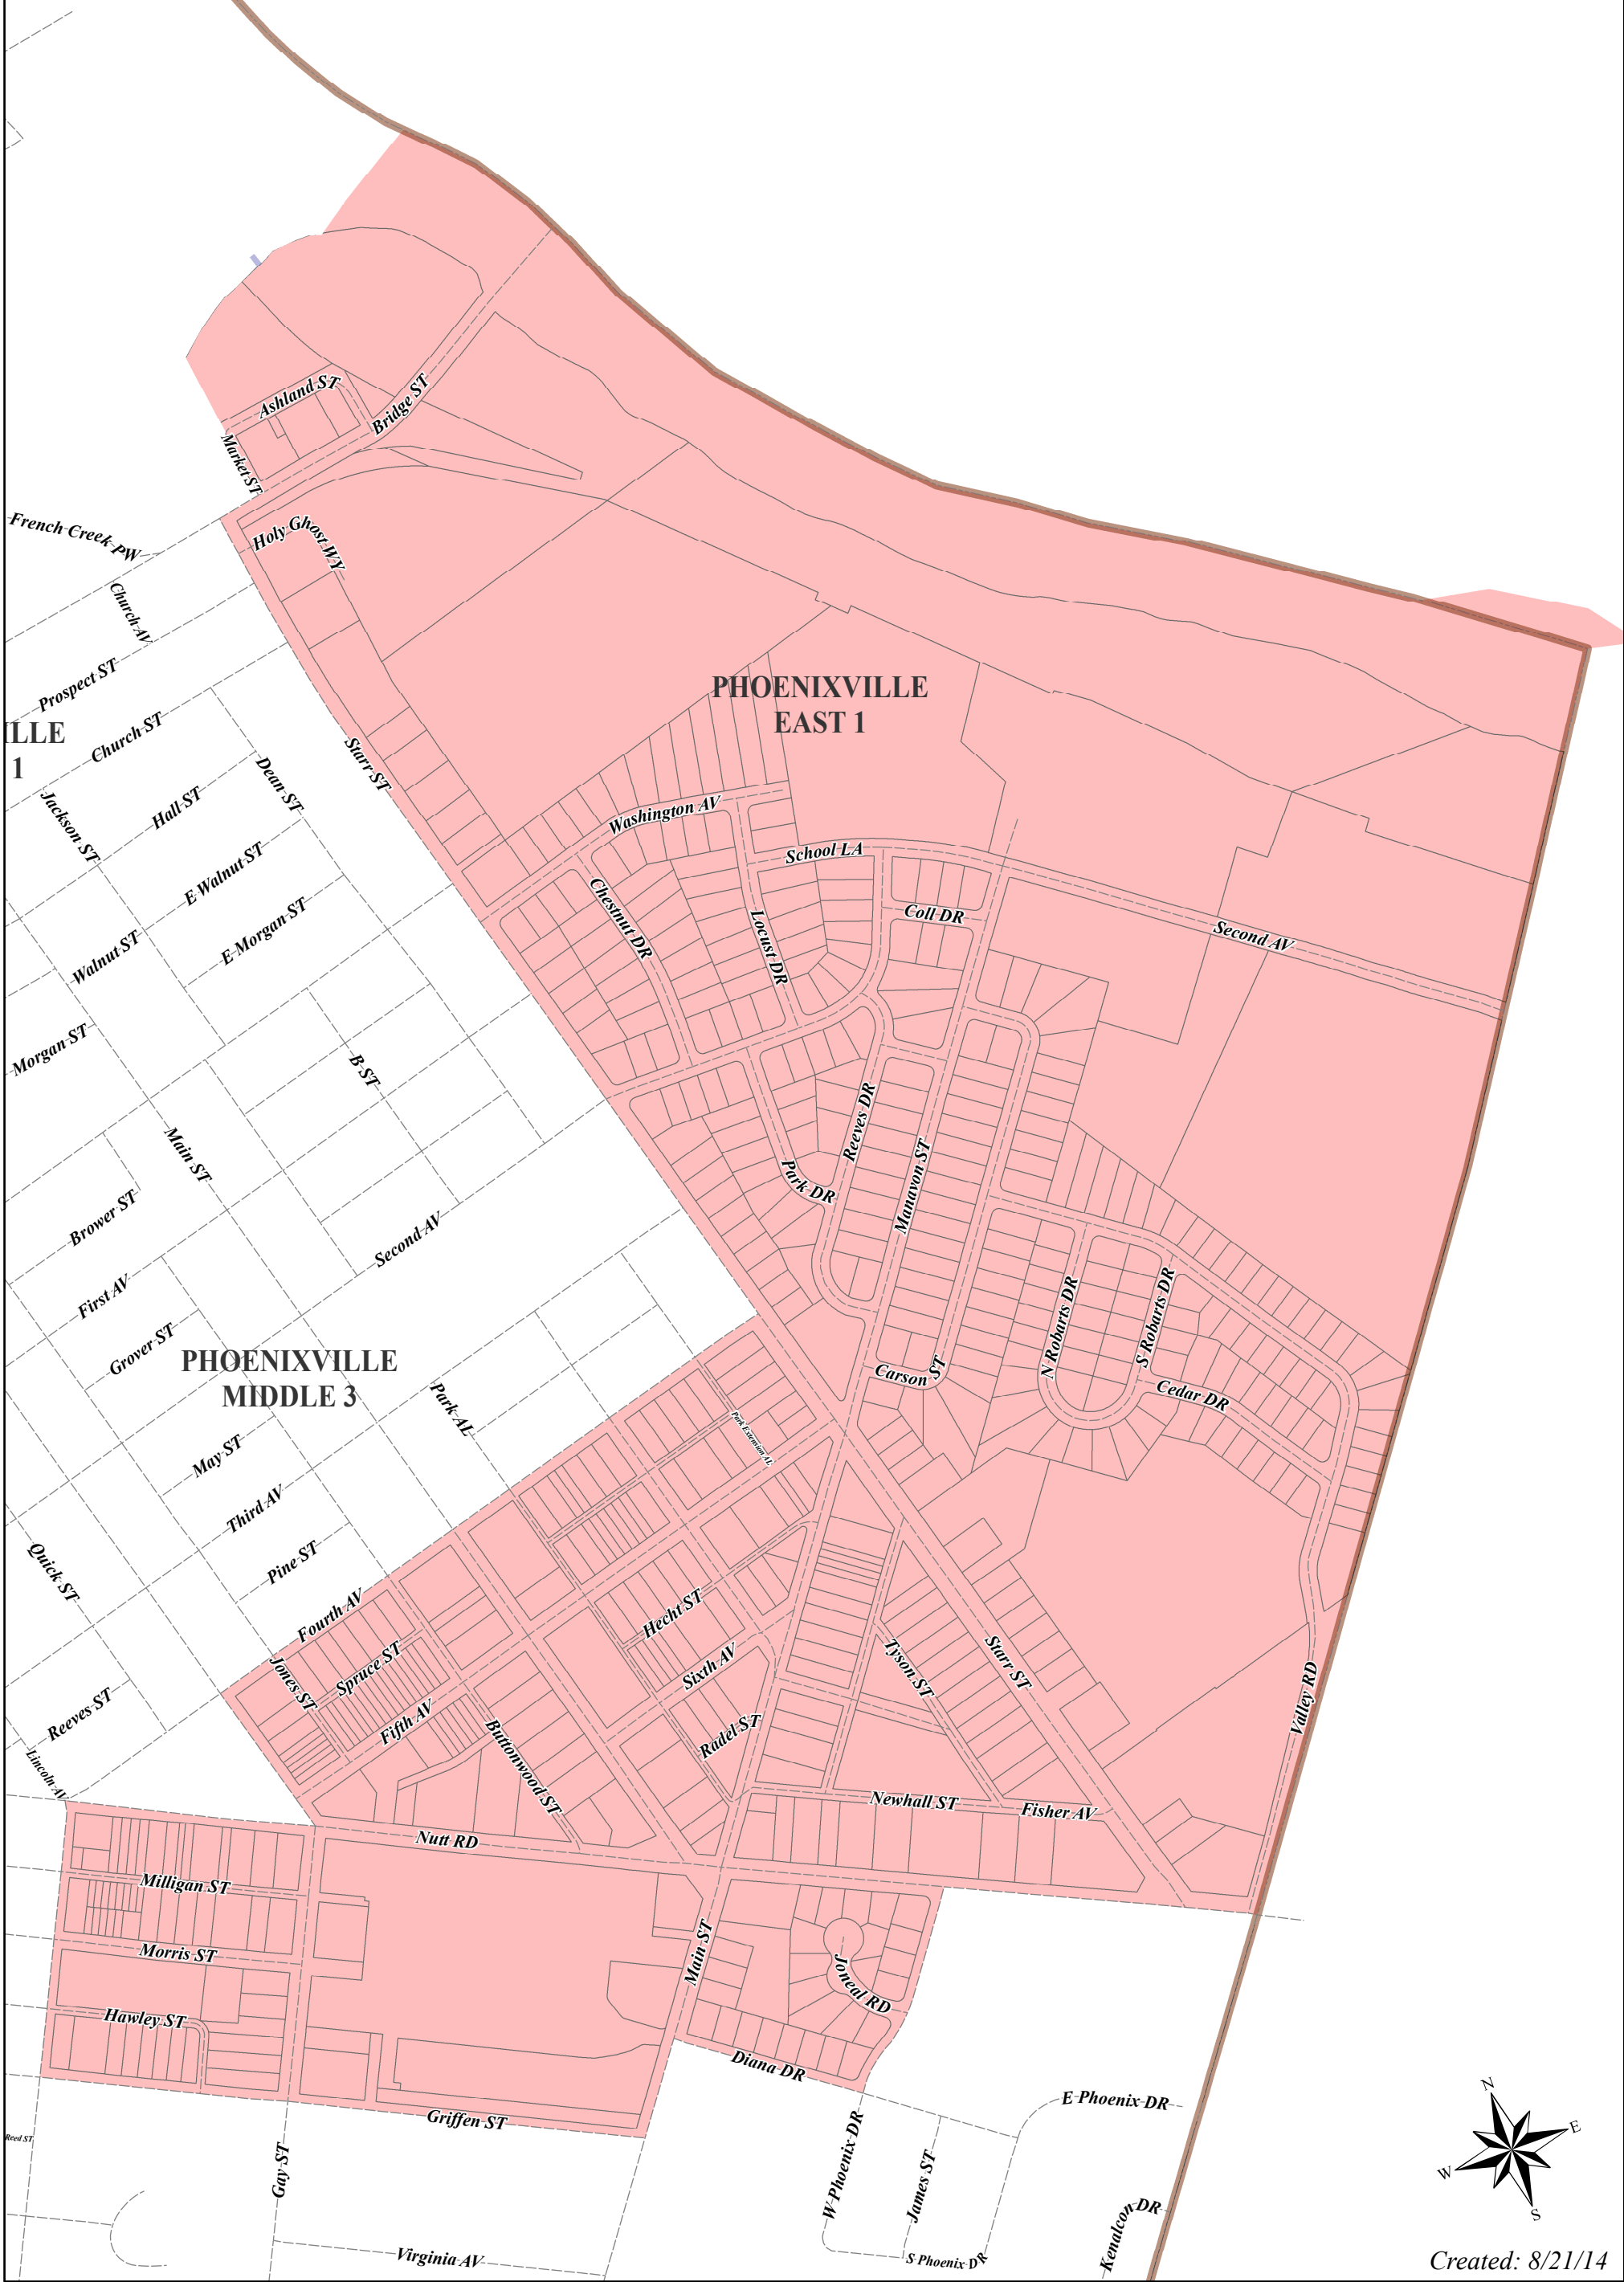 Ashland ST
Bridge ST
Market ST
French Creek PW
Holy Ghost WY
Church AV
Prospect ST
PHOENIXVILLE
EAST 1
ILLE
1
Church ST
Starr ST
Dean ST
Hall ST
Jackson ST
Washington AV
School LA
E Walnut ST
Chestnut DR
Coll DR
E Morgan ST
Locust DR
Second AV
Walnut ST
Morgan ST
B ST
Reeves DR
Main ST
Manavon ST
Park DR
Brower ST
Second AV
First AV
N Robarts DR
S Robarts DR
Grover ST
PHOENIXVILLE
MIDDLE 3
Carson ST
Cedar DR
Park AL
Park Extension AL
May ST
Third AV
Quick ST
Pine ST
Fourth AV
Hecht ST
Spruce ST
Jones ST
Sixth AV
Tyson ST
Starr ST
Valley RD
Reeves ST
Fifth AV
Radel ST
Buttonwood ST
Lincoln AV
Newhall ST
Fisher AV
Nutt RD
Milligan ST
Morris ST
Main ST
Joneal RD
Hawley ST
Diana DR
Griffen ST
E Phoenix DR
Reed ST
Gay ST
W Phoenix DR
James ST
Kenalcon DR
Virginia AV
S Phoenix DR
N
E
W
S
Created: 8/21/14